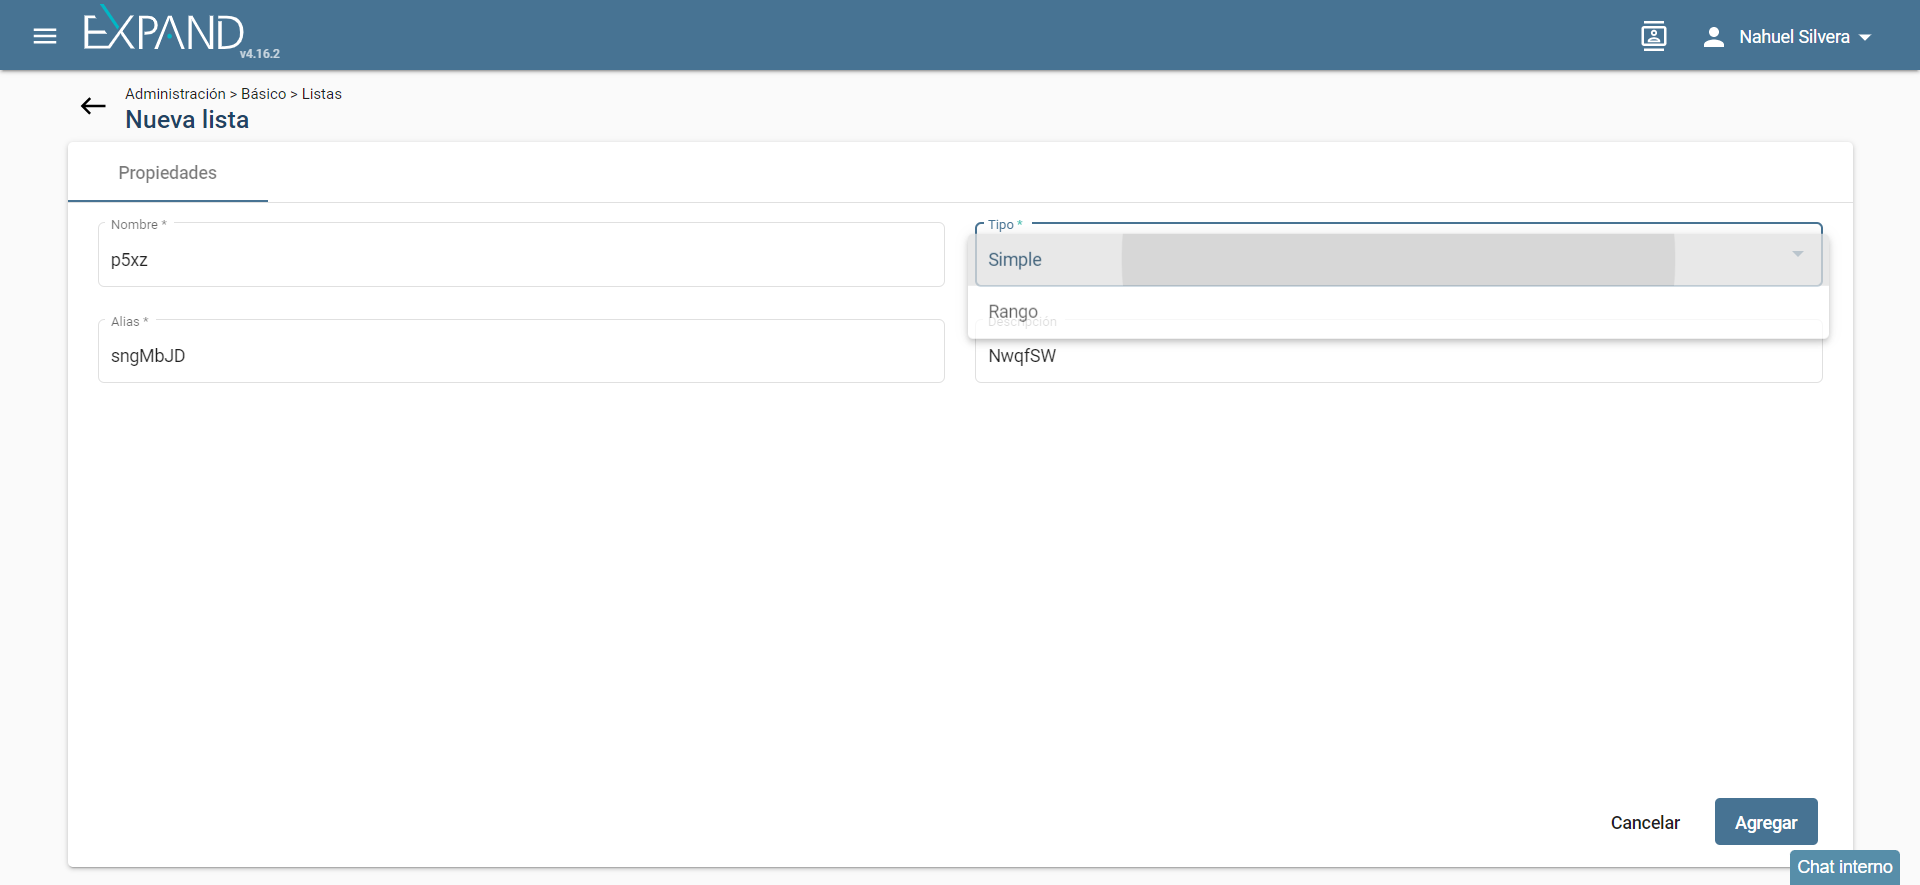 EXPAND
v4.16.2
Nahuel Silvera
Administración > Básico > Listas
Nueva lista
Propiedades
Nombre *
p5xz
Tipo *
Simple
Rango
Alias *
sngMbJD
Descripción
NwqfSW
Cancelar
Agregar
Chat interno